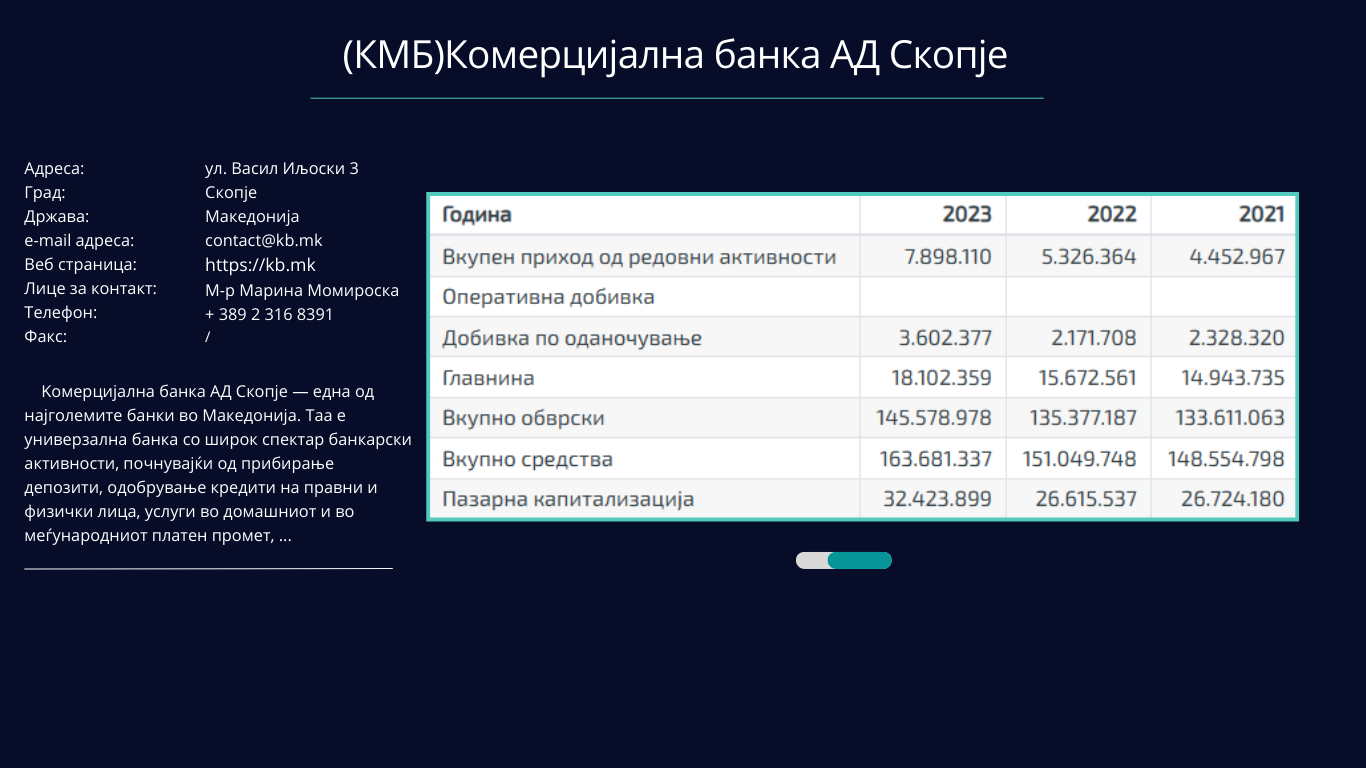 (КМБ)Комерцијална банка АД Скопје
Адреса: ул. Васил Иљоски 3
Град: Скопје
Држава: Македонија
e-mail адреса: contact@kb.mk
Веб страница: https://kb.mk
Лице за контакт: М-р Марина Момироска
Телефон: + 389 2 316 8391
Факс: /
Комерцијална банка АД Скопје — една од
најголемите банки во Македонија. Таа е
универзална банка со широк спектар банкарски
активности, почнувајќи од прибирање
депозити, одобрување кредити на правни и
физички лица, услуги во домашниот и во
меѓународниот платен промет, ...
Година 2023 2022 2021
Вкупен приход од редовни активности 7.898.110 5.326.364 4.452.967
Оперативна добивка
Добивка по оданочување 3.602.377 2.171.708 2.328.320
Главнина 18.102.359 15.672.561 14.943.735
Вкупно обврски 145.578.978 135.377.187 133.611.063
Вкупно средства 163.681.337 151.049.748 148.554.798
Пазарна капитализација 32.423.899 26.615.537 26.724.180